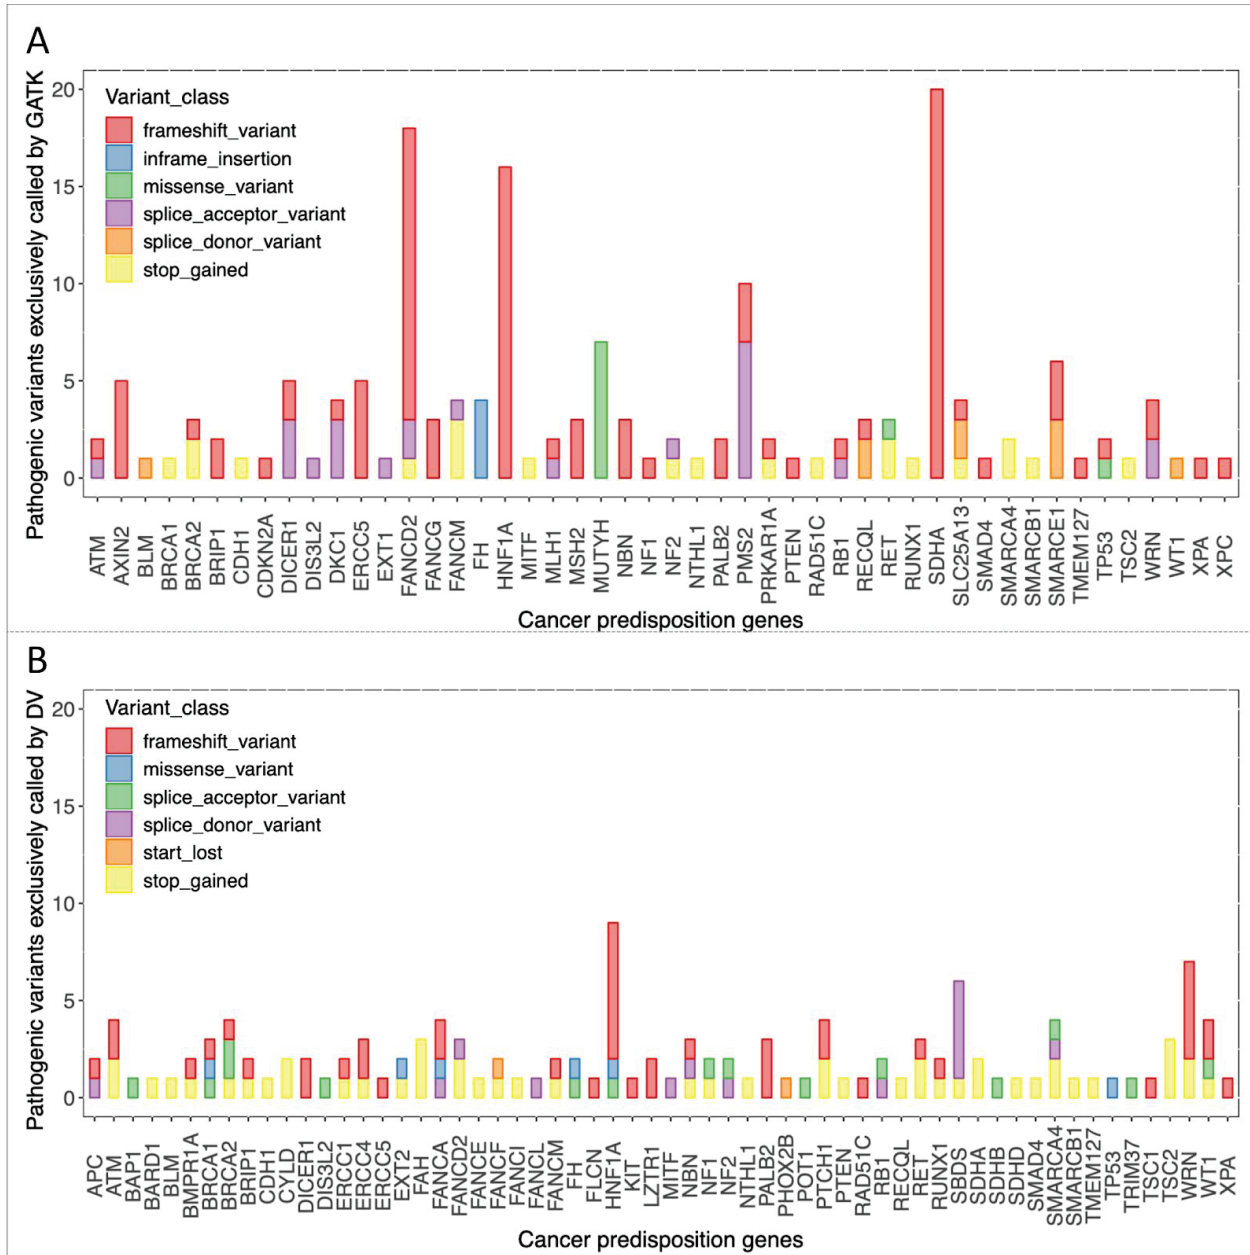 A
Pathogenic variants exclusively called by GATK
20
15
10
5
0
Variant_class
frameshift_variant
inframe_insertion
missense_variant
splice_acceptor_variant
splice_donor_variant
stop_gained
ATM
AXIN2
BLM
BRCA1
BRCA2
BRIP1
CDH1
CDKN2A
DICER1
DIS3L2
DKC1
ERCC5
EXT1
FANCD2
FANCG
FANCM
FH
HNF1A
MITF
MLH1
MSH2
MUTYH
NBN
NF1
NF2
NTHL1
PALB2
PMS2
PRKAR1A
PTEN
RAD51C
RB1
RECQL
RET
RUNX1
SDHA
SLC25A13
SMAD4
SMARCA4
SMARCB1
SMARCE1
TMEM127
TP53
TSC2
WRN
WT1
XPA
XPC
Cancer predisposition genes
B
Pathogenic variants exclusively called by DV
20
15
10
5
0
Variant_class
frameshift_variant
missense_variant
splice_acceptor_variant
splice_donor_variant
start_lost
stop_gained
APC
ATM
BAP1
BARD1
BLM
BMPR1A
BRCA1
BRCA2
BRIP1
CDH1
CYLD
DICER1
DIS3L2
ERCC1
ERCC4
ERCC5
EXT2
FAH
FANCA
FANCD2
FANCE
FANCF
FANCI
FANCL
FANCM
FH
FLCN
HNF1A
KIT
LZTR1
MITF
NBN
NF1
NF2
NTHL1
PALB2
PHOX2B
POT1
PTCH1
PTEN
RAD51C
RB1
RECQL
RET
RUNX1
SBDS
SDHA
SDHB
SDHD
SMAD4
SMARCA4
SMARCB1
TMEM127
TP53
TRIM37
TSC1
TSC2
WRN
WT1
XPA
Cancer predisposition genes